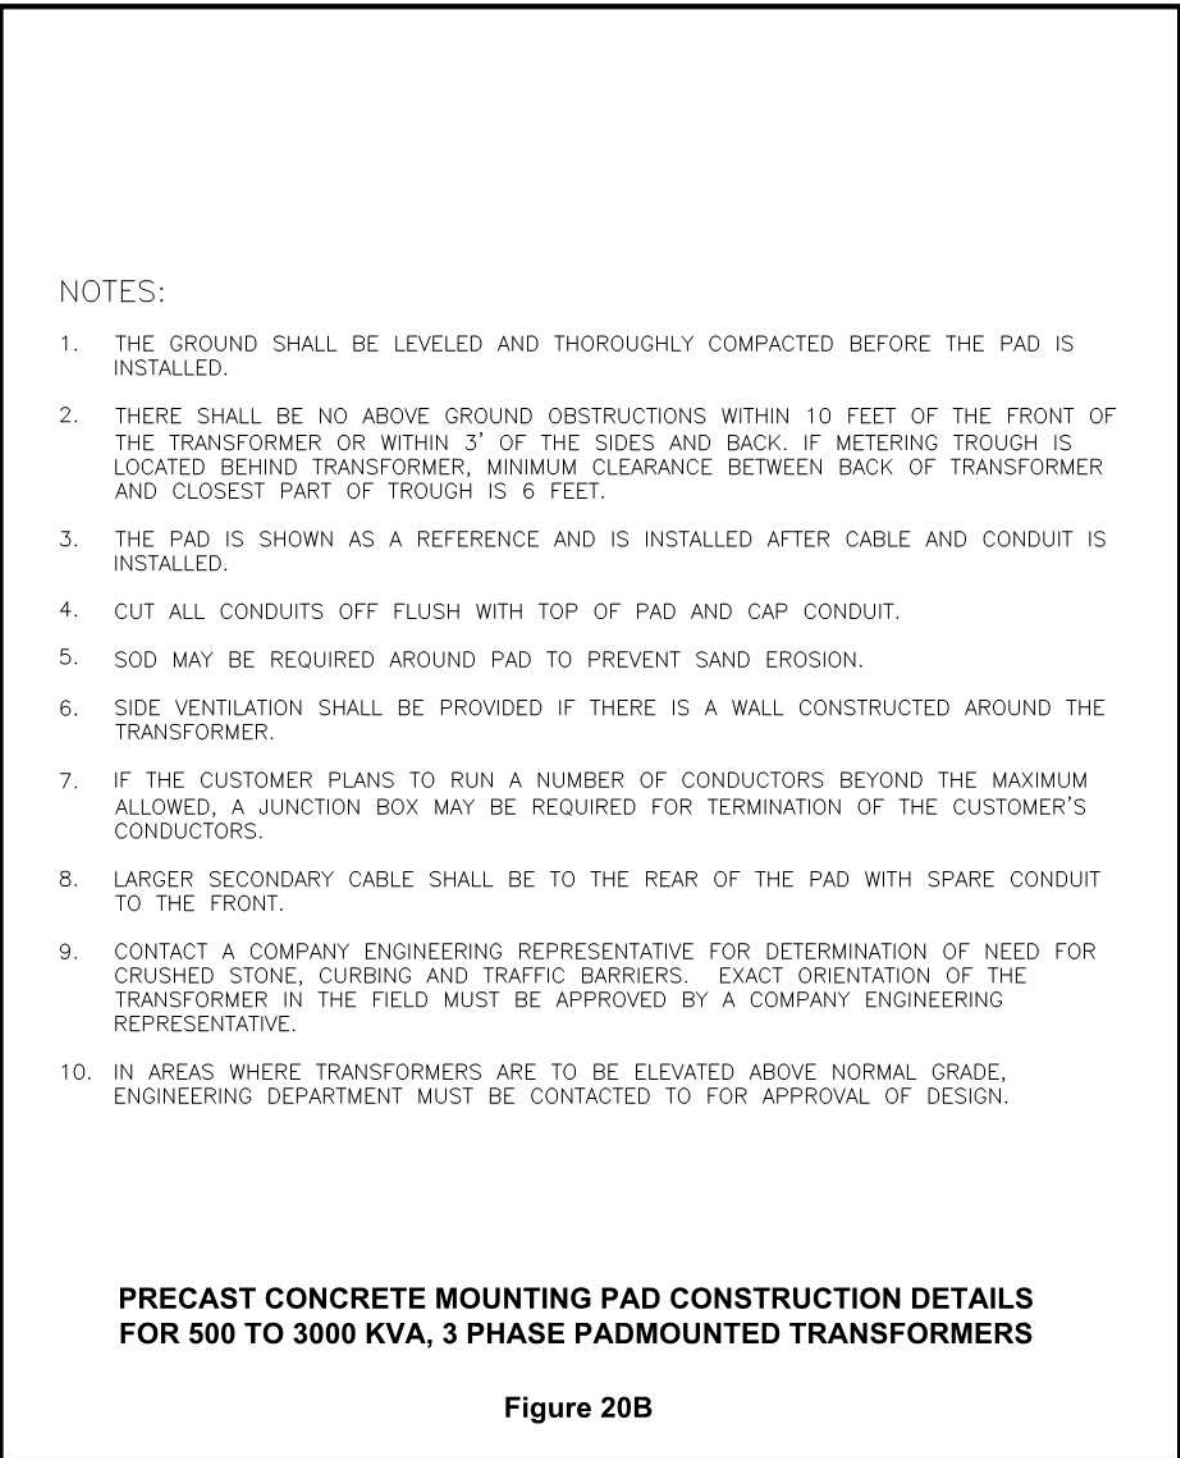 NOTES:
1. THE GROUND SHALL BE LEVELED AND THOROUGHLY COMPACTED BEFORE THE PAD IS
INSTALLED.
2. THERE SHALL BE NO ABOVE GROUND OBSTRUCTIONS WITHIN 10 FEET OF THE FRONT OF
THE TRANSFORMER OR WITHIN 3' OF THE SIDES AND BACK. IF METERING TROUGH IS
LOCATED BEHIND TRANSFORMER, MINIMUM CLEARANCE BETWEEN BACK OF TRANSFORMER
AND CLOSEST PART OF TROUGH IS 6 FEET.
3. THE PAD IS SHOWN AS A REFERENCE AND IS INSTALLED AFTER CABLE AND CONDUIT IS
INSTALLED.
4. CUT ALL CONDUITS OFF FLUSH WITH TOP OF PAD AND CAP CONDUIT.
5. SOD MAY BE REQUIRED AROUND PAD TO PREVENT SAND EROSION.
6. SIDE VENTILATION SHALL BE PROVIDED IF THERE IS A WALL CONSTRUCTED AROUND THE
TRANSFORMER.
7. IF THE CUSTOMER PLANS TO RUN A NUMBER OF CONDUCTORS BEYOND THE MAXIMUM
ALLOWED, A JUNCTION BOX MAY BE REQUIRED FOR TERMINATION OF THE CUSTOMER'S
CONDUCTORS.
8. LARGER SECONDARY CABLE SHALL BE TO THE REAR OF THE PAD WITH SPARE CONDUIT
TO THE FRONT.
9. CONTACT A COMPANY ENGINEERING REPRESENTATIVE FOR DETERMINATION OF NEED FOR
CRUSHED STONE, CURBING AND TRAFFIC BARRIERS. EXACT ORIENTATION OF THE
TRANSFORMER IN THE FIELD MUST BE APPROVED BY A COMPANY ENGINEERING
REPRESENTATIVE.
10. IN AREAS WHERE TRANSFORMERS ARE TO BE ELEVATED ABOVE NORMAL GRADE,
ENGINEERING DEPARTMENT MUST BE CONTACTED TO FOR APPROVAL OF DESIGN.
PRECAST CONCRETE MOUNTING PAD CONSTRUCTION DETAILS
FOR 500 TO 3000 KVA, 3 PHASE PADMOUNTED TRANSFORMERS
Figure 20B